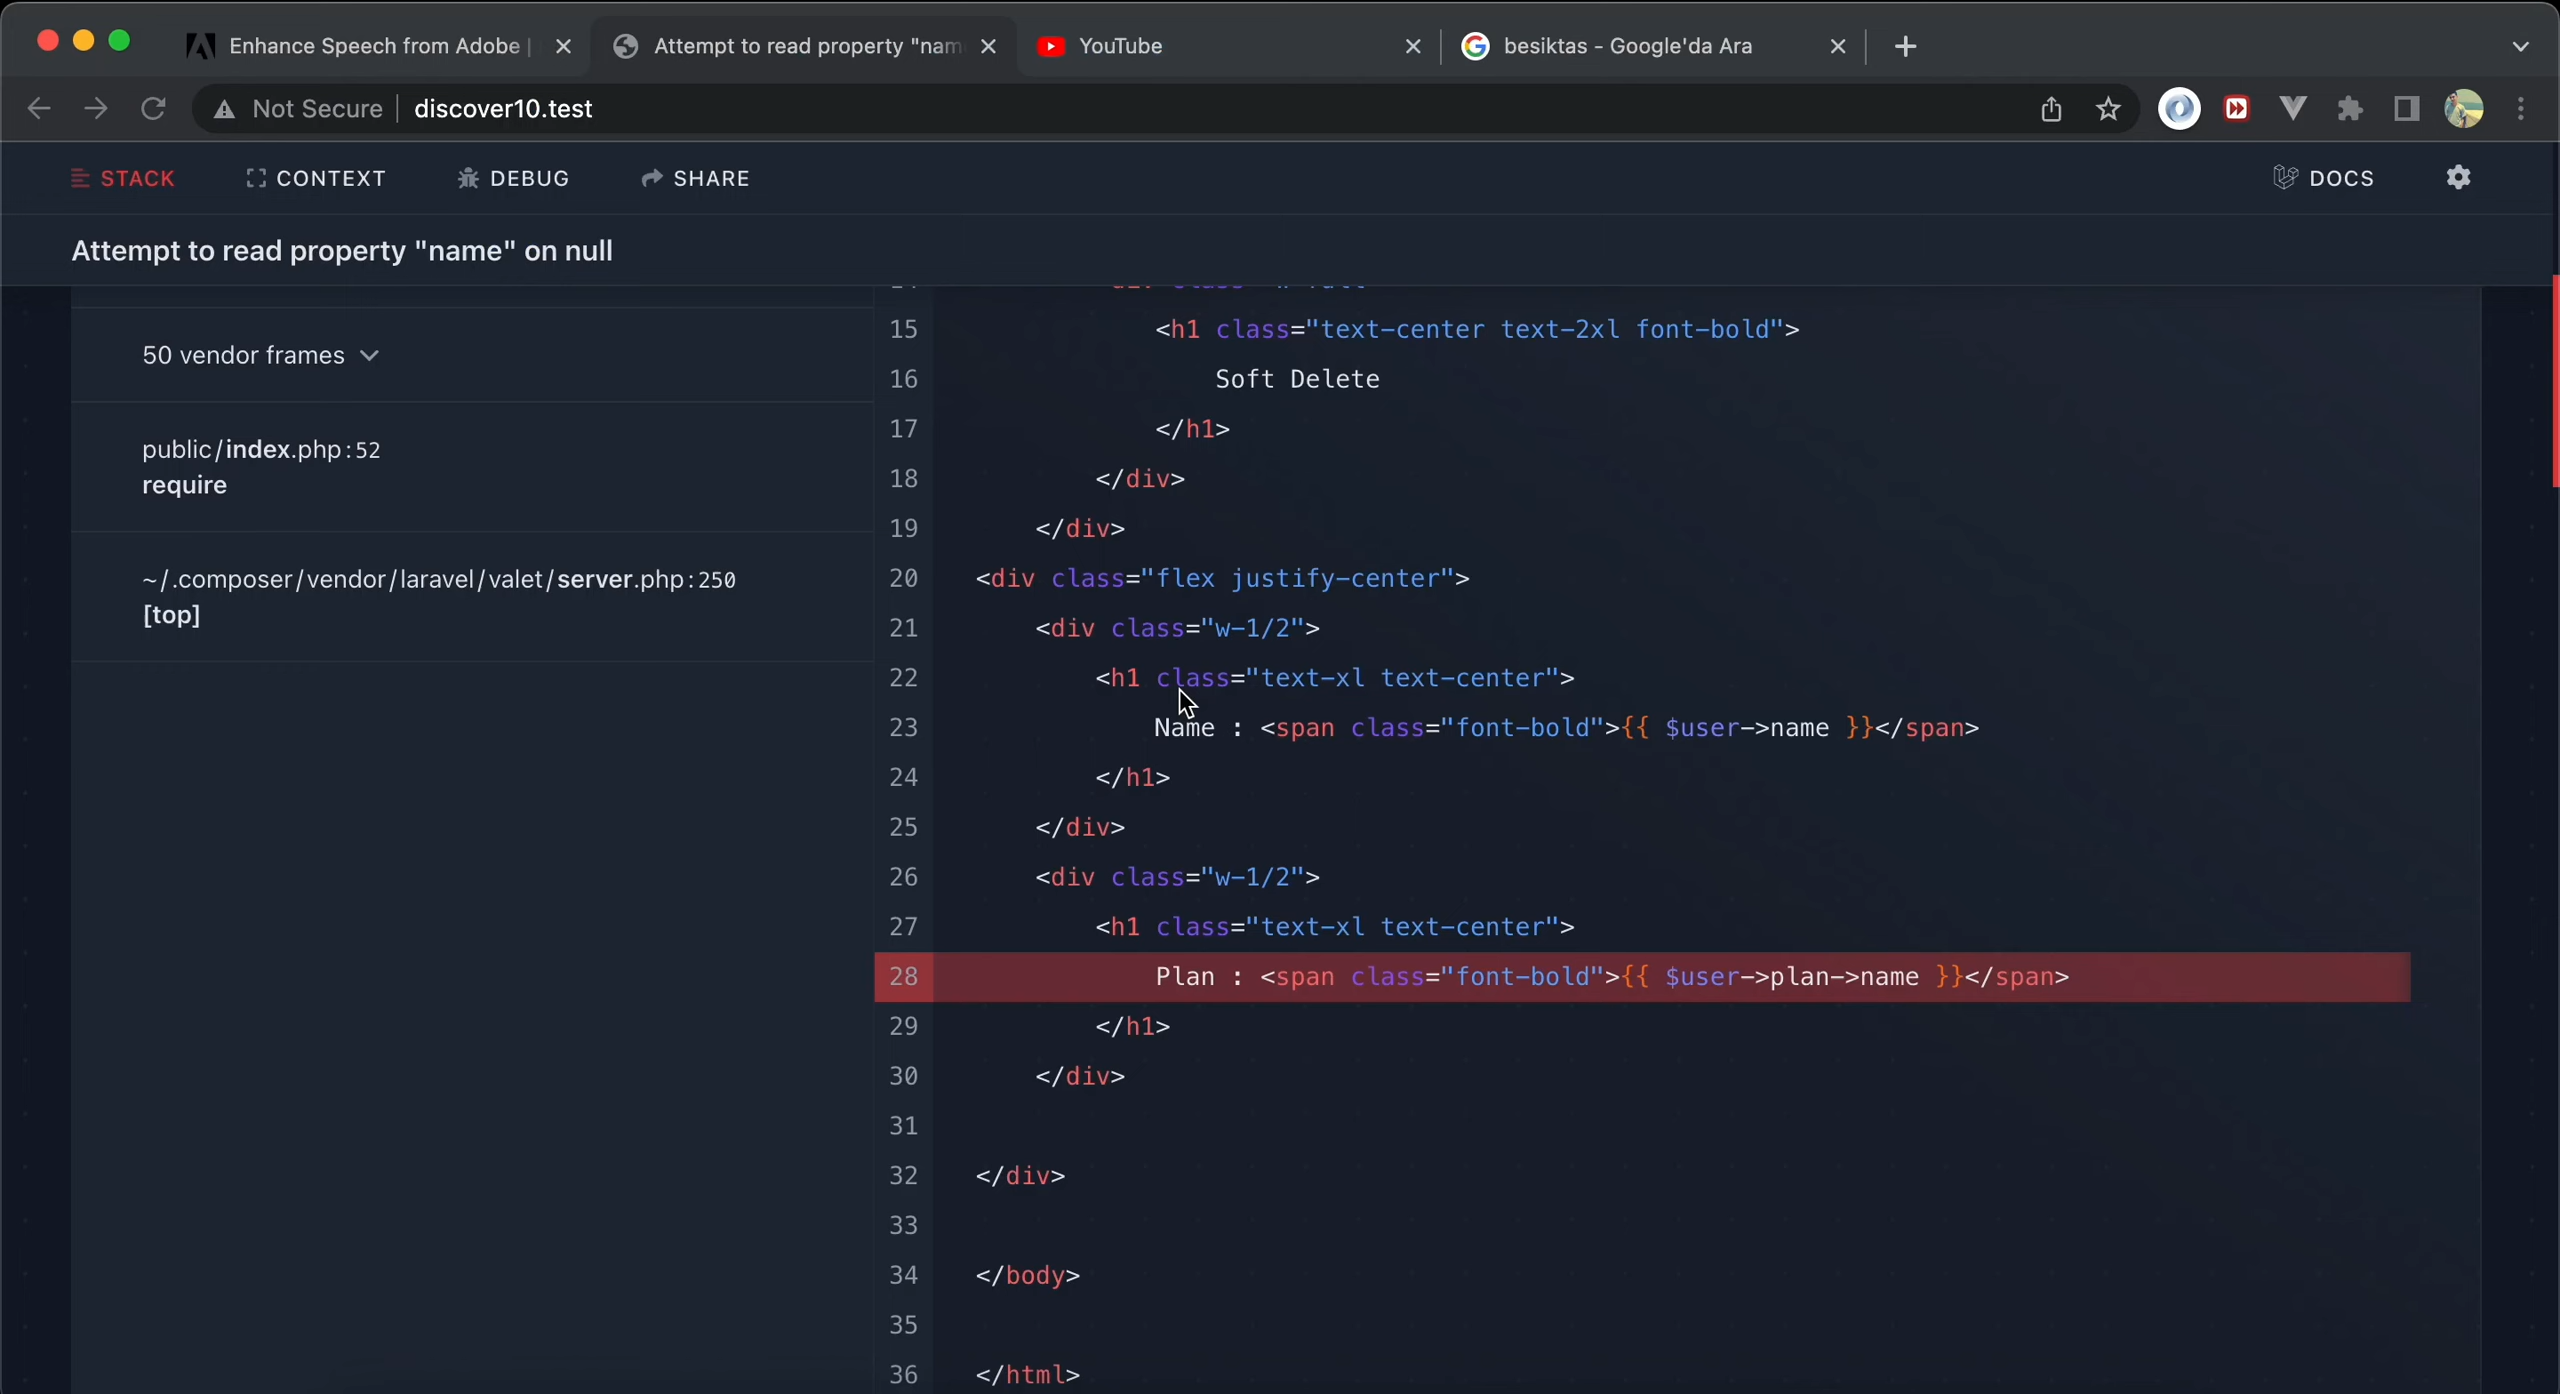 Enhance Speech from Adobe |
Attempt to read property "nam
YouTube
besiktas - Google'da Ara
Not Secure
discover10.test
STACK
CONTEXT
DEBUG
SHARE
DOCS
Attempt to read property "name" on null
50 vendor frames
public/index.php:52
require
~/.composer/vendor/laravel/valet/server.php:250
[top]
15 <h1 class="text-center text-2xl font-bold">
16 Soft Delete
17 </h1>
18 </div>
19 </div>
20 <div class="flex justify-center">
21 <div class="w-1/2">
22 <h1 class="text-xl text-center">
23 Name : <span class="font-bold">{{ $user->name }}</span>
24 </h1>
25 </div>
26 <div class="w-1/2">
27 <h1 class="text-xl text-center">
28 Plan : <span class="font-bold">{{ $user->plan->name }}</span>
29 </h1>
30 </div>
31
32 </div>
33
34 </body>
35
36 </html>